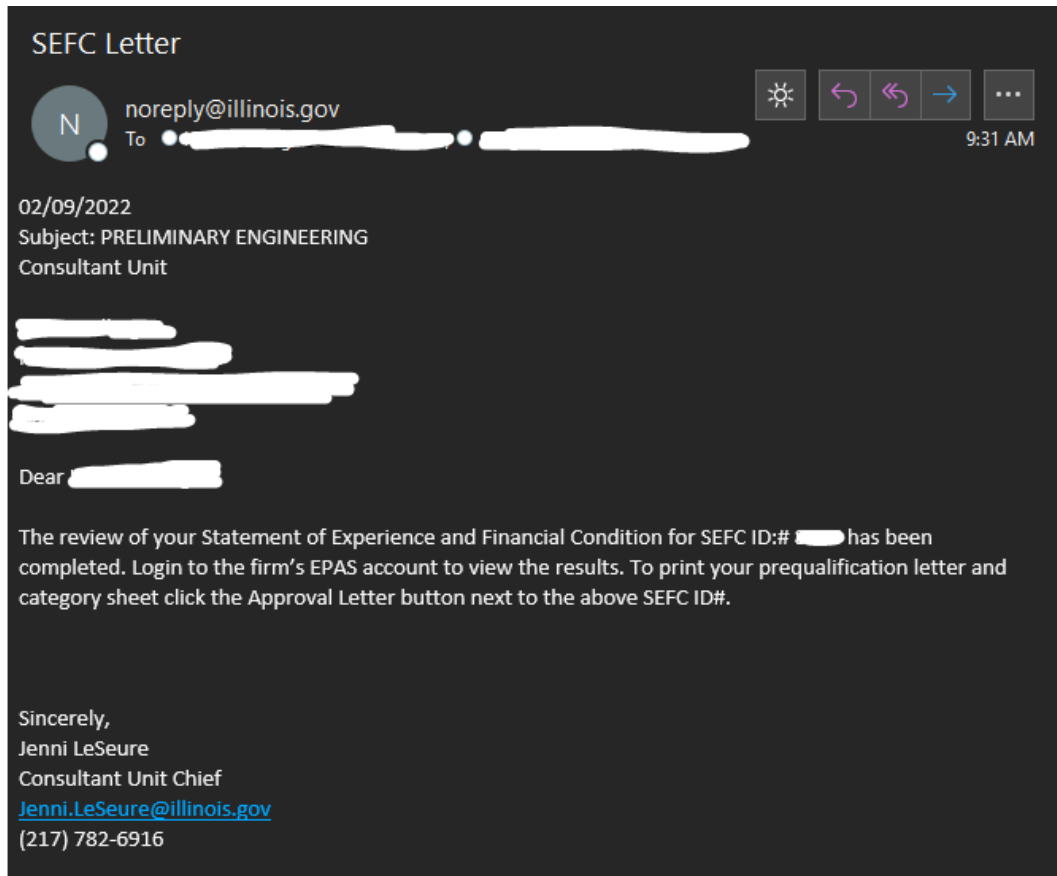 SEFC Letter
N
noreply@illinois.gov
To
9:31 AM
02/09/2022
Subject: PRELIMINARY ENGINEERING
Consultant Unit
Dear
The review of your Statement of Experience and Financial Condition for SEFC ID:# has been
completed. Login to the firm's EPAS account to view the results. To print your prequalification letter and
category sheet click the Approval Letter button next to the above SEFC ID#.
Sincerely,
Jenni LeSeure
Consultant Unit Chief
Jenni.LeSeure@illinois.gov
(217) 782-6916